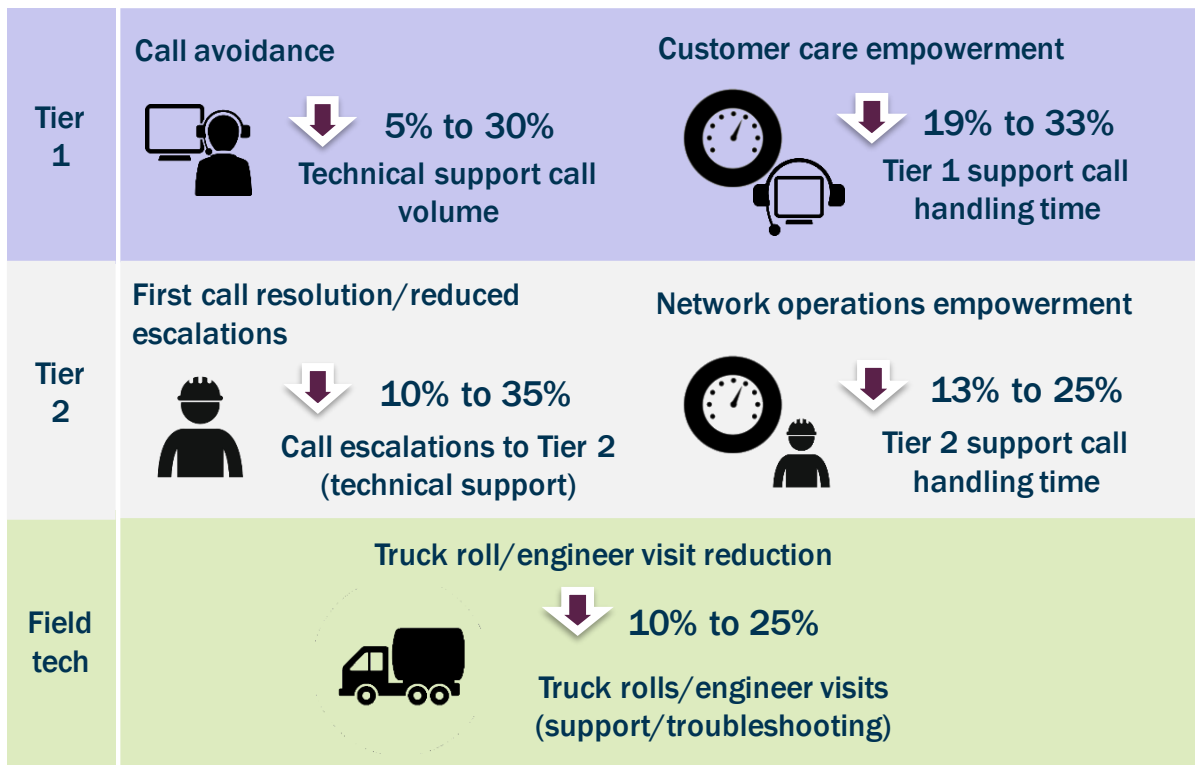 Tier
1
Call avoidance
5% to 30%
Technical support call
volume
Customer care empowerment
19% to 33%
Tier 1 support call
handling time
Tier
2
First call resolution/reduced
escalations
10% to 35%
Call escalations to Tier 2
(technical support)
Network operations empowerment
13% to 25%
Tier 2 support call
handling time
Field
tech
Truck roll/engineer visit reduction
10% to 25%
Truck rolls/engineer visits
(support/troubleshooting)